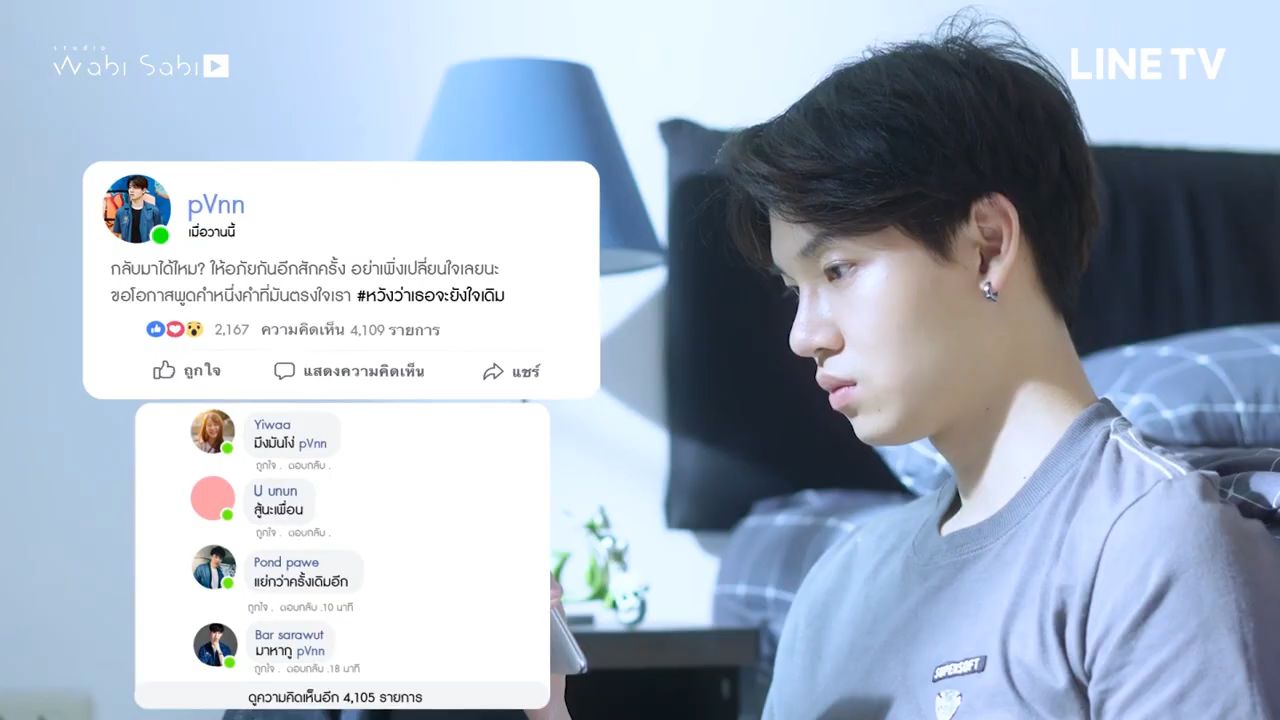 studio
Wabi Sabi
LINE TV
pVnn
เมื่อวานนี้
กลับมาได้ไหม? ให้อภัยกันอีกสักครั้ง อย่าเพิ่งเปลี่ยนใจเลยนะ
ขอโอกาสพูดคำหนึ่งคำที่มันตรงใจเรา #หวังว่าเธอจะยังใจเดิม
2,167 ความคิดเห็น 4,109 รายการ
ถูกใจ แสดงความคิดเห็น แชร์
Yiwaa
มึงมันโง่ pVnn
ถูกใจ . ตอบกลับ .
U unun
สู้นะเพื่อน
ถูกใจ . ตอบกลับ .
Pond pawe
แย่กว่าครั้งเดิมอีก
ถูกใจ . ตอบกลับ .10 นาที
Bar sarawut
มาหากู pVnn
ถูกใจ . ตอบกลับ .18 นาที
ดูความคิดเห็นอีก 4,105 รายการ
SUPERSOFT